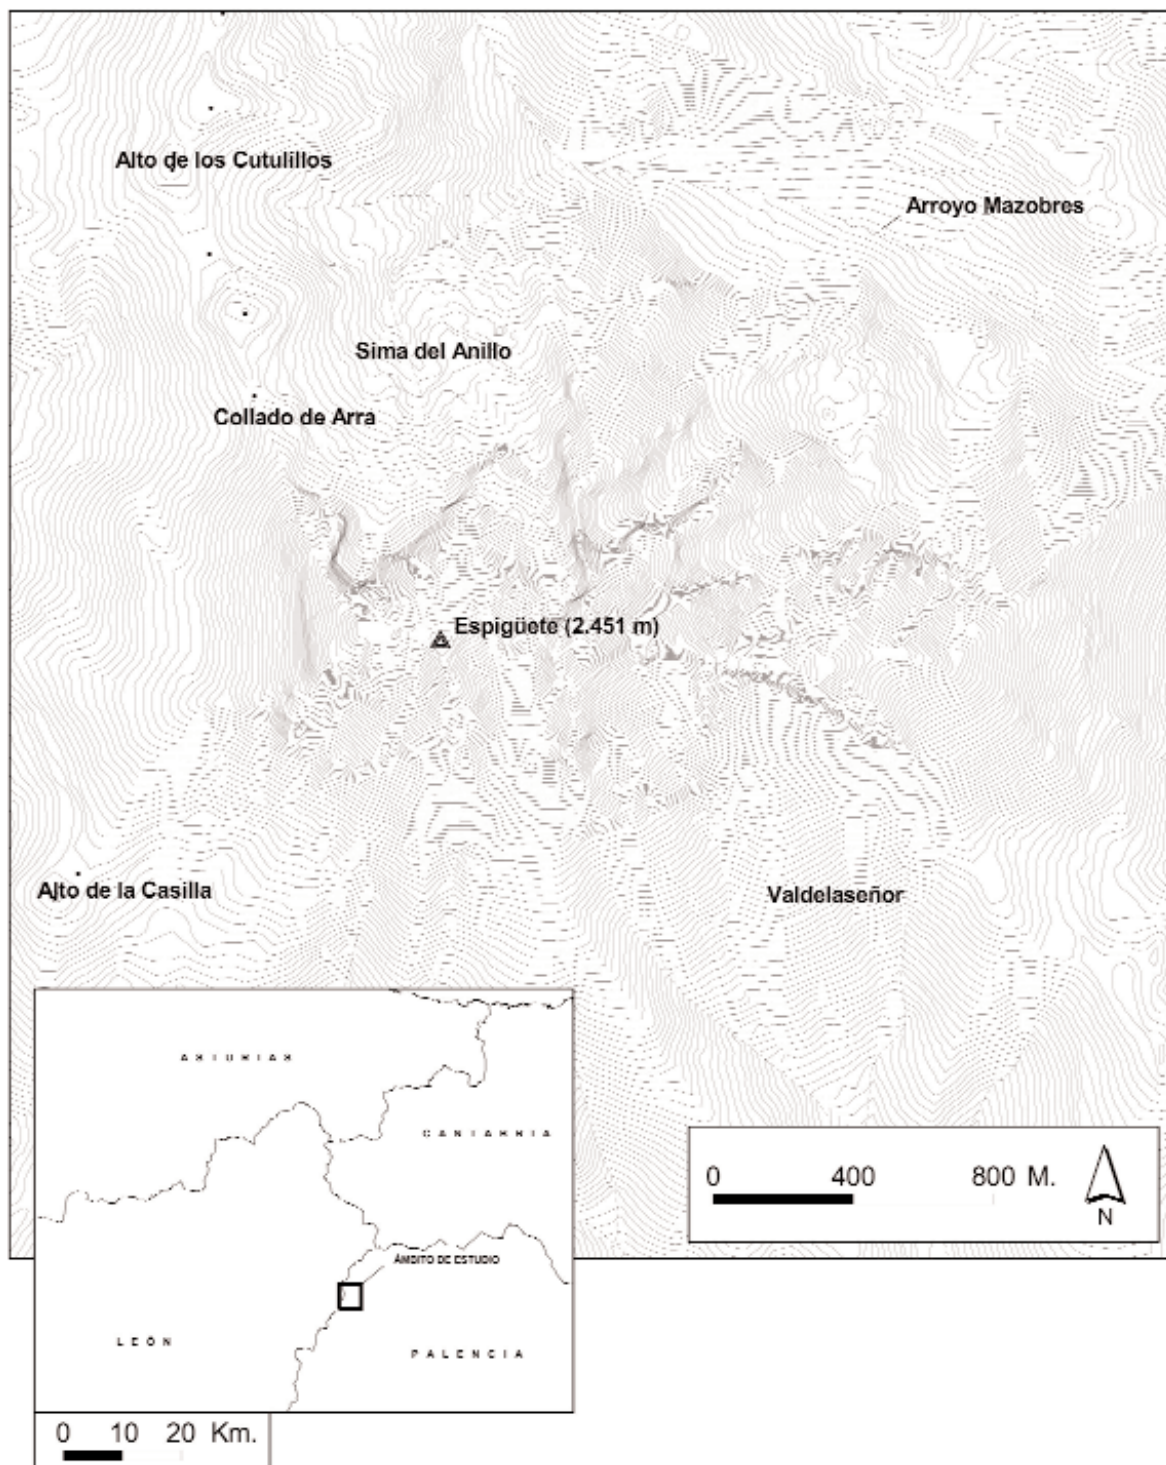 Alto de los Cutulillos
Arroyo Mazobres
Sima del Anillo
Collado de Arra
Espigüete (2.451 m)
Alto de la Casilla
Valdelaseñor
ASTURIAS
CANTABRIA
ÁMBITO DE ESTUDIO
LEÓN
PALENCIA
0 400 800 M.
N
0 10 20 Km.